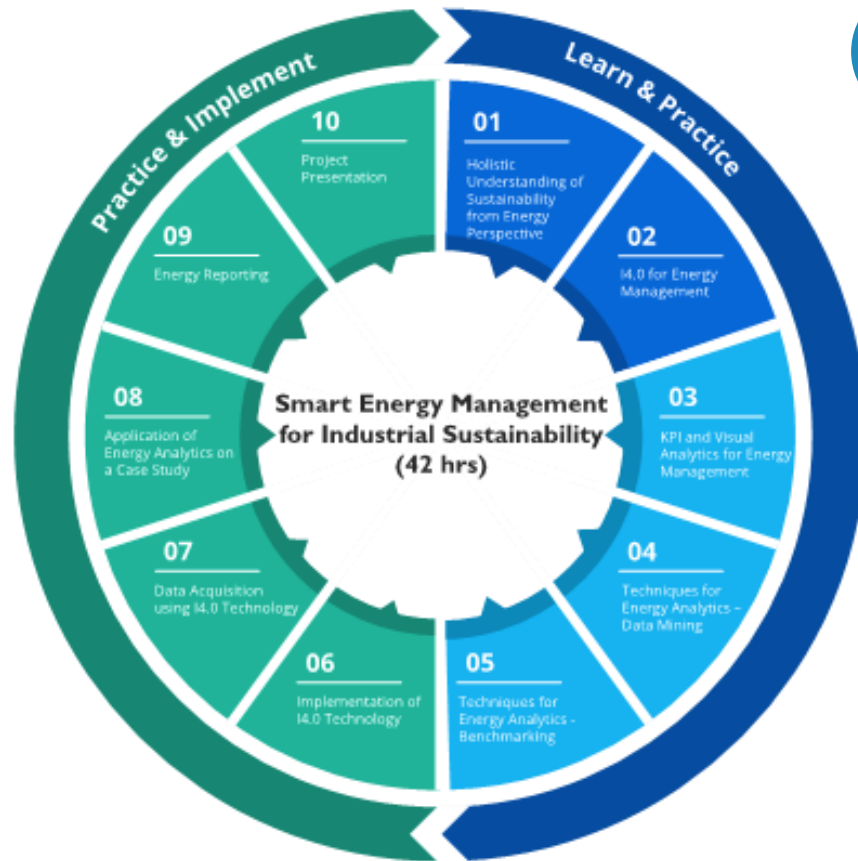 Practice & Implement
Learn & Practice
01
Holistic
Understanding of
Sustainability
from Energy
Perspective
02
I4.0 for Energy
Management
03
KPI and Visual
Analytics for Energy
Management
04
Techniques for
Energy Analytics –
Data Mining
05
Techniques for
Energy Analytics -
Benchmarking
06
Implementation of
I4.0 Technology
07
Data Acquisition
using I4.0 Technology
08
Application of
Energy Analytics on
a Case Study
09
Energy Reporting
10
Project
Presentation
Smart Energy Management
for Industrial Sustainability
(42 hrs)